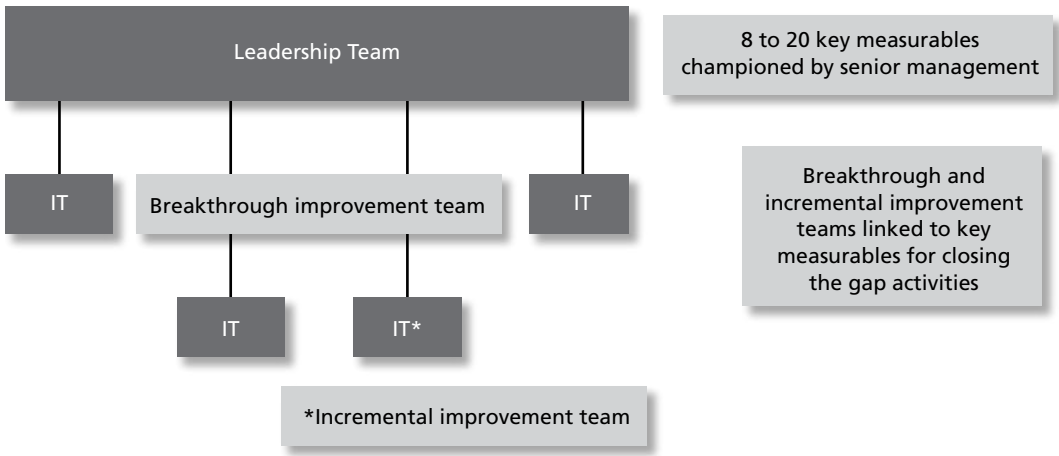 Leadership Team
8 to 20 key measurables
championed by senior management
IT
Breakthrough improvement team
IT
Breakthrough and
incremental improvement
teams linked to key
measurables for closing
the gap activities
IT
IT*
*Incremental improvement team